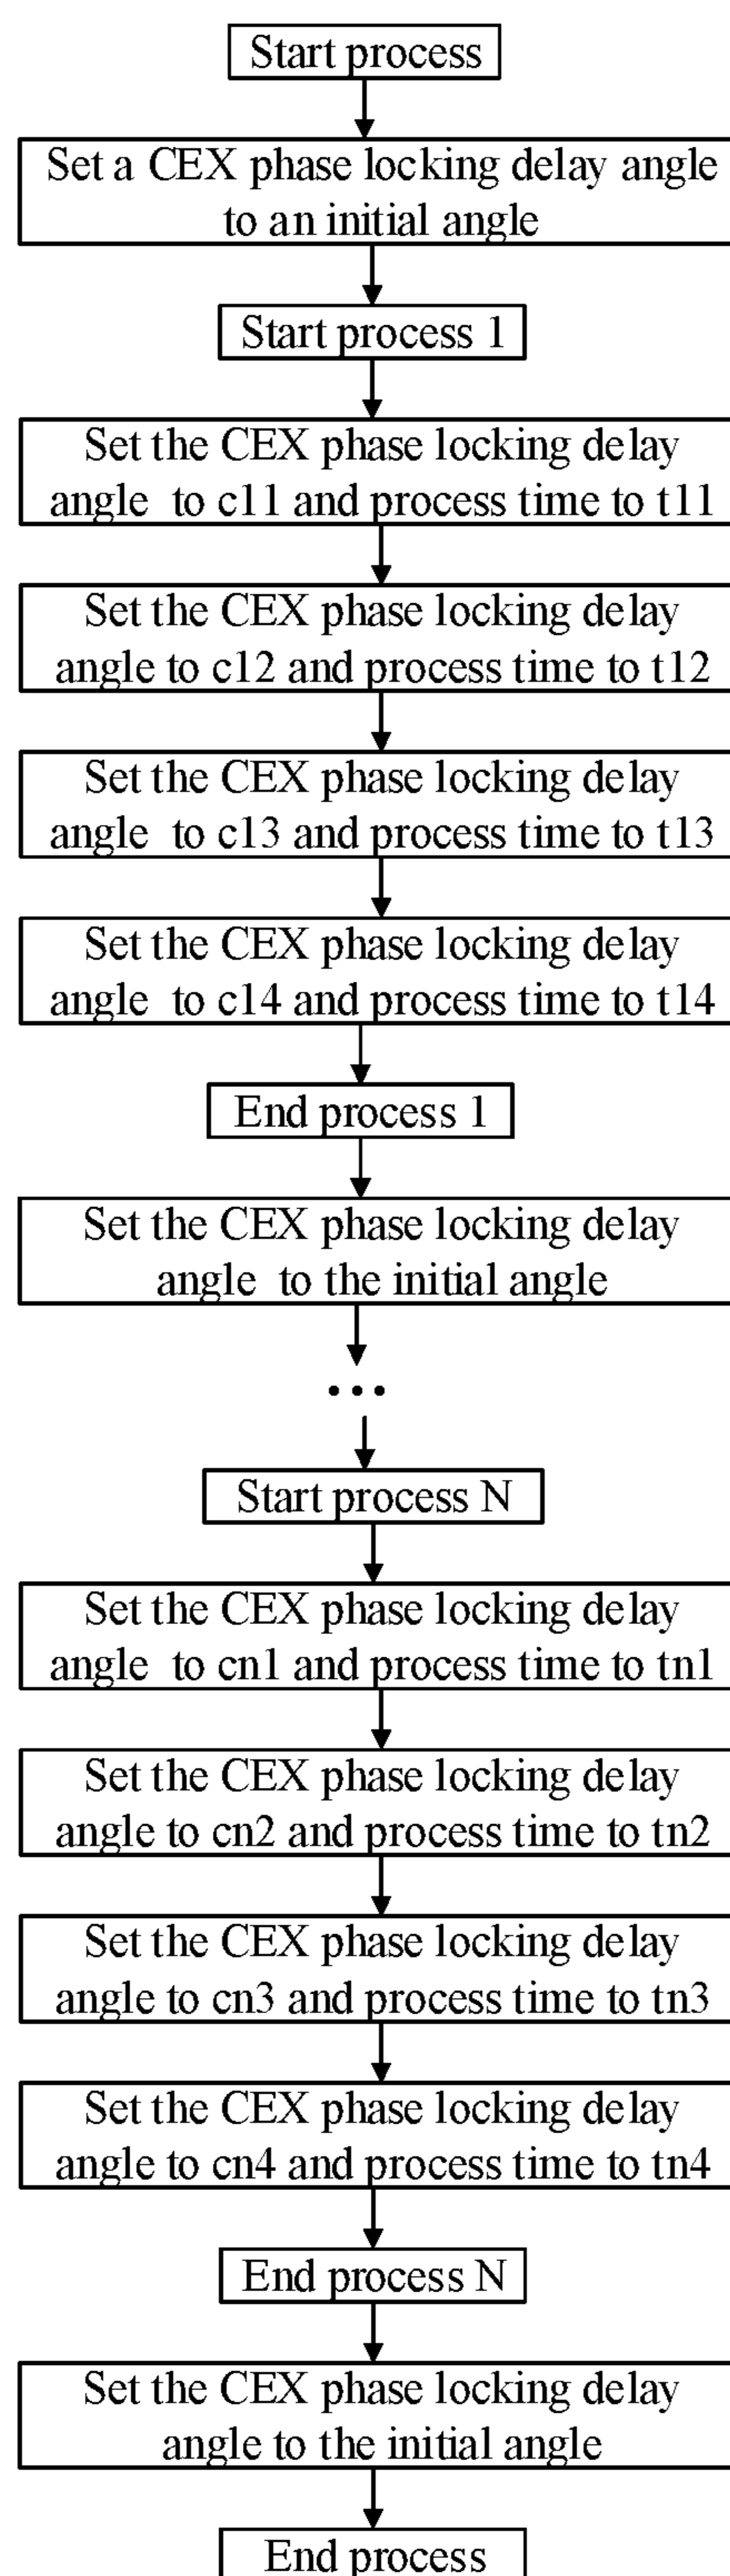 Start process
Set a CEX phase locking delay angle
to an initial angle
Start process 1
Set the CEX phase locking delay
angle to c11 and process time to t11
Set the CEX phase locking delay
angle to c12 and process time to t12
Set the CEX phase locking delay
angle to c13 and process time to t13
Set the CEX phase locking delay
angle to c14 and process time to t14
End process 1
Set the CEX phase locking delay
angle to the initial angle
...
Start process N
Set the CEX phase locking delay
angle to cn1 and process time to tn1
Set the CEX phase locking delay
angle to cn2 and process time to tn2
Set the CEX phase locking delay
angle to cn3 and process time to tn3
Set the CEX phase locking delay
angle to cn4 and process time to tn4
End process N
Set the CEX phase locking delay
angle to the initial angle
End process